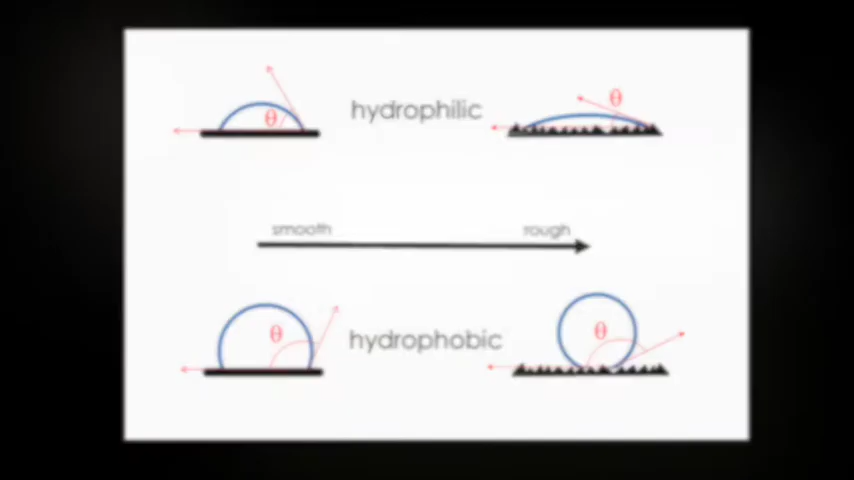 θ
hydrophilic
θ
smooth
rough
θ
hydrophobic
θ